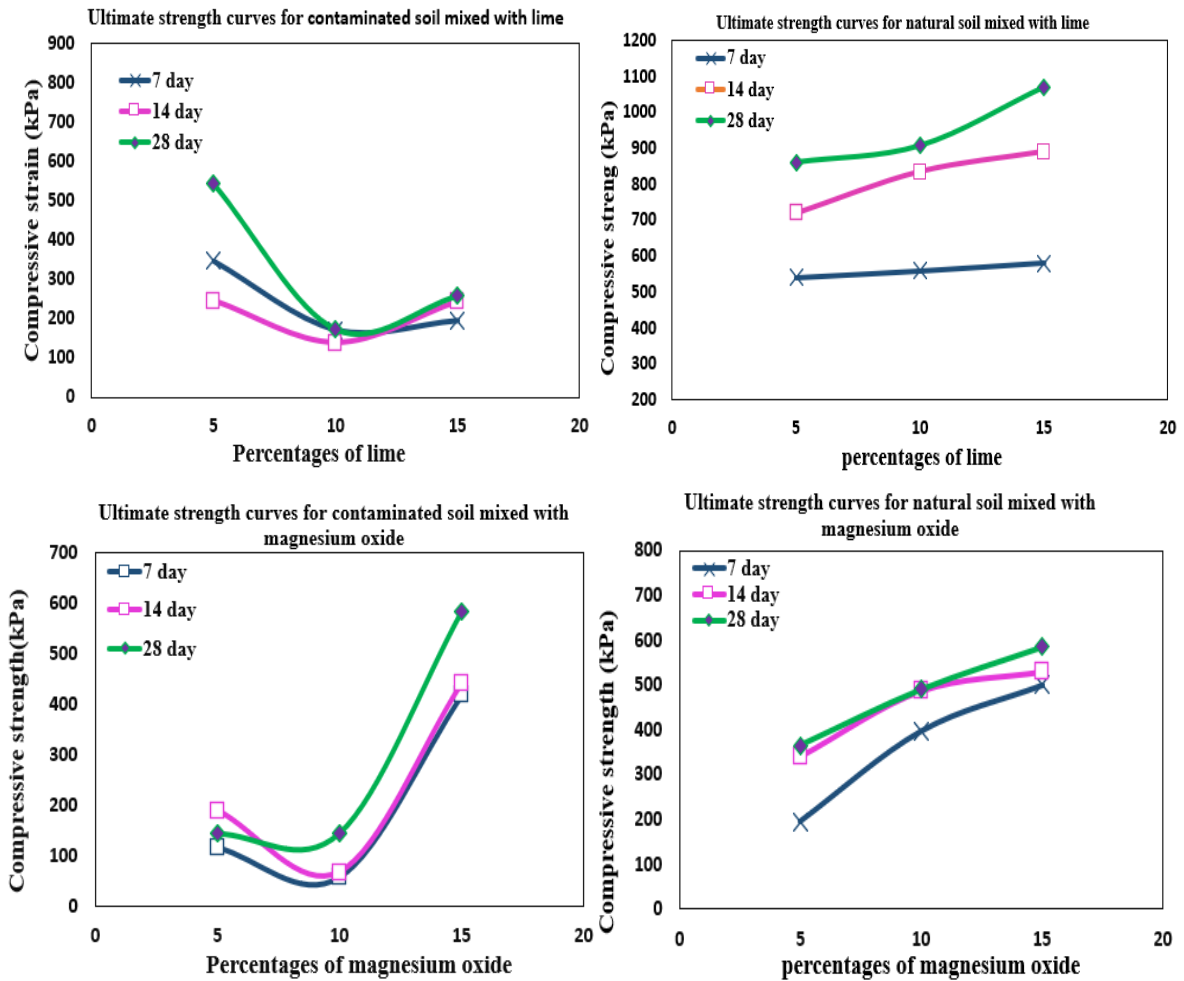 Ultimate strength curves for contaminated soil mixed with lime
900
800
700
600
500
400
300
200
100
0
0
5
10
15
20
7 day
14 day
28 day
Compressive strain (kPa)
Percentages of lime
Ultimate strength curves for natural soil mixed with lime
1200
1100
1000
900
800
700
600
500
400
300
200
0
5
10
15
20
7 day
14 day
28 day
Compressive streng (kPa)
percentages of lime
Ultimate strength curves for contaminated soil mixed with
magnesium oxide
700
600
500
400
300
200
100
0
0
5
10
15
20
7 day
14 day
28 day
Compressive strength(kPa)
Percentages of magnesium oxide
Ultimate strength curves for natural soil mixed with
magnesium oxide
800
700
600
500
400
300
200
100
0
0
5
10
15
20
7 day
14 day
28 day
Compressive strength (kPa)
percentages of magnesium oxide